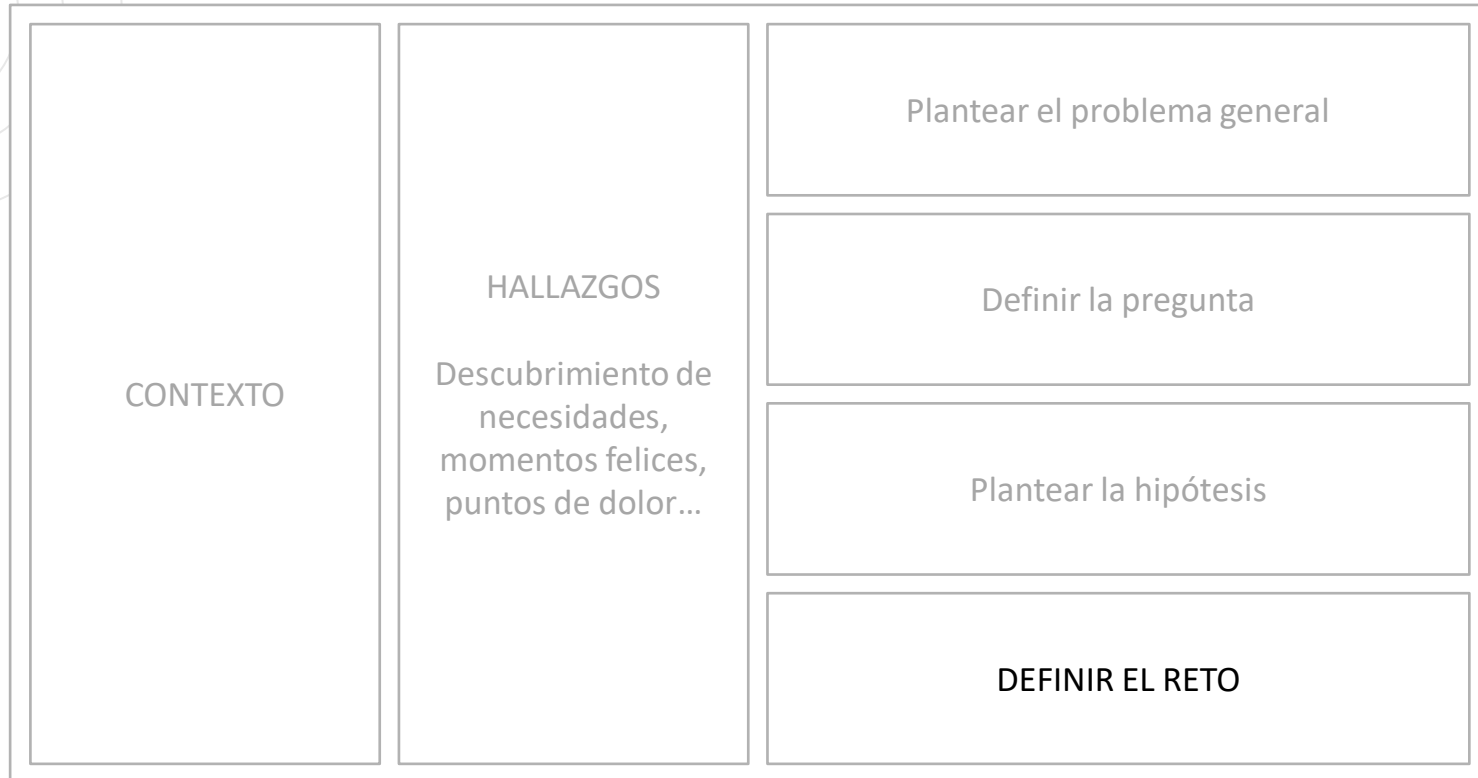 CONTEXTO
HALLAZGOS
Descubrimiento de
necesidades,
momentos felices,
puntos de dolor…
Plantear el problema general
Definir la pregunta
Plantear la hipótesis
DEFINIR EL RETO